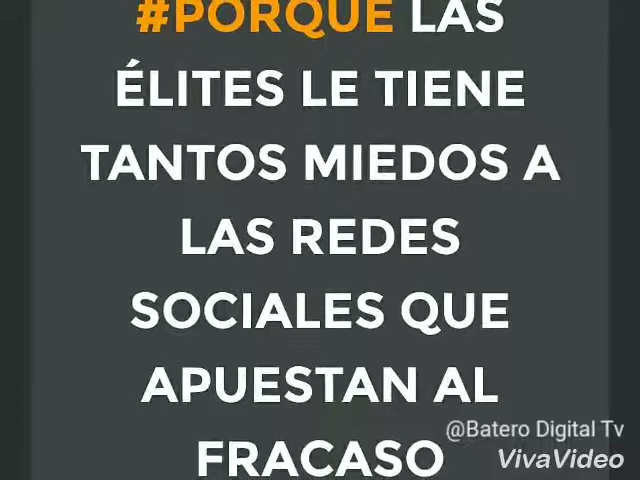 #PORQUE LAS
ÉLITES LE TIENE
TANTOS MIEDOS A
LAS REDES
SOCIALES QUE
APUESTAN AL
FRACASO
@Batero Digital Tv
VivaVideo